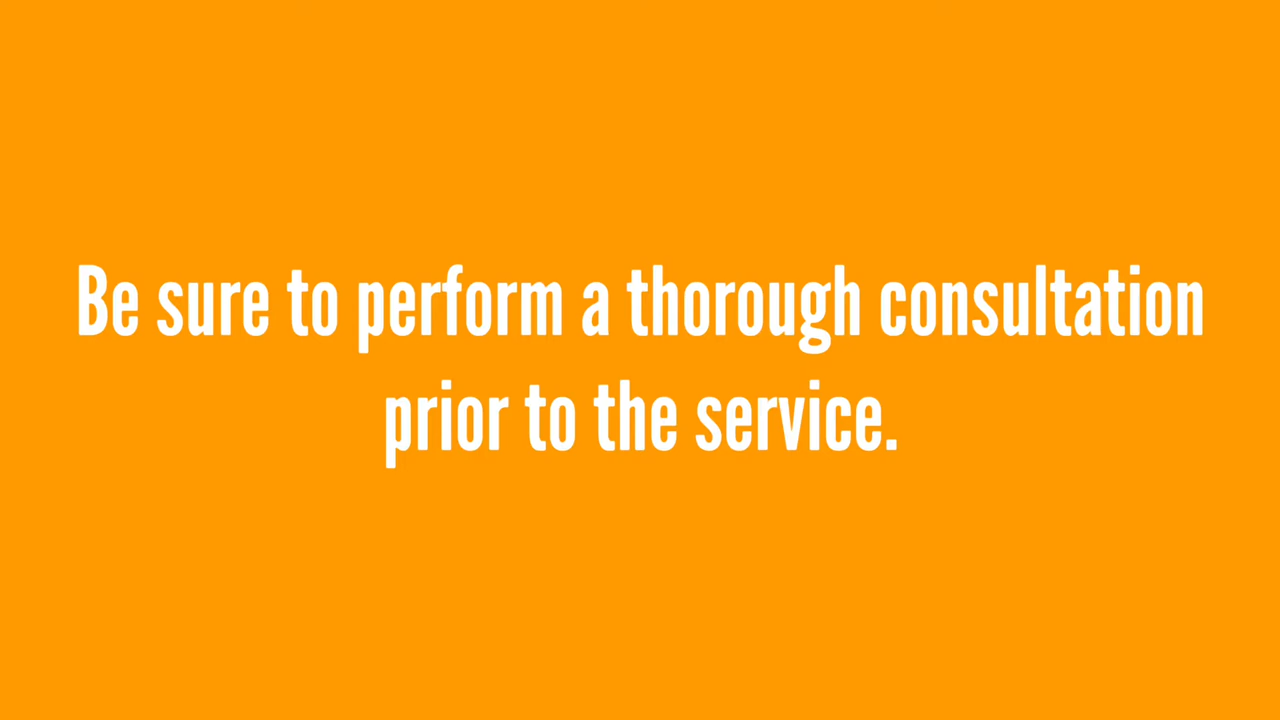 Be sure to perform a thorough consultation
prior to the service.